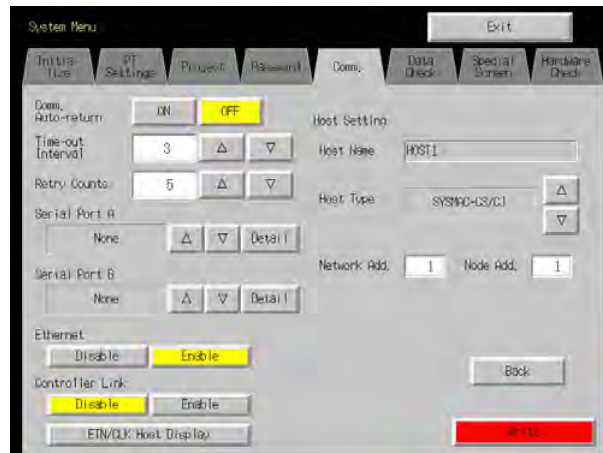 System Menu
Exit
Initia-
lize
PT
Settings
Project
Password
Comm.
Data
Check
Special
Screen
Hardware
Check
Comm.
Auto-return
ON
OFF
Time-out
Interval
3
△
▽
Retry Counts
5
△
▽
Serial Port A
None
△
▽
Detail
Serial Port B
None
△
▽
Detail
Ethernet
Disable
Enable
Controller Link
Disable
Enable
ETN/CLK Host Display
Host Setting
Host Name
HOST1
Host Type
SYSMAC-CS/CJ
△
▽
Network Add.
1
Node Add.
1
Back
Write